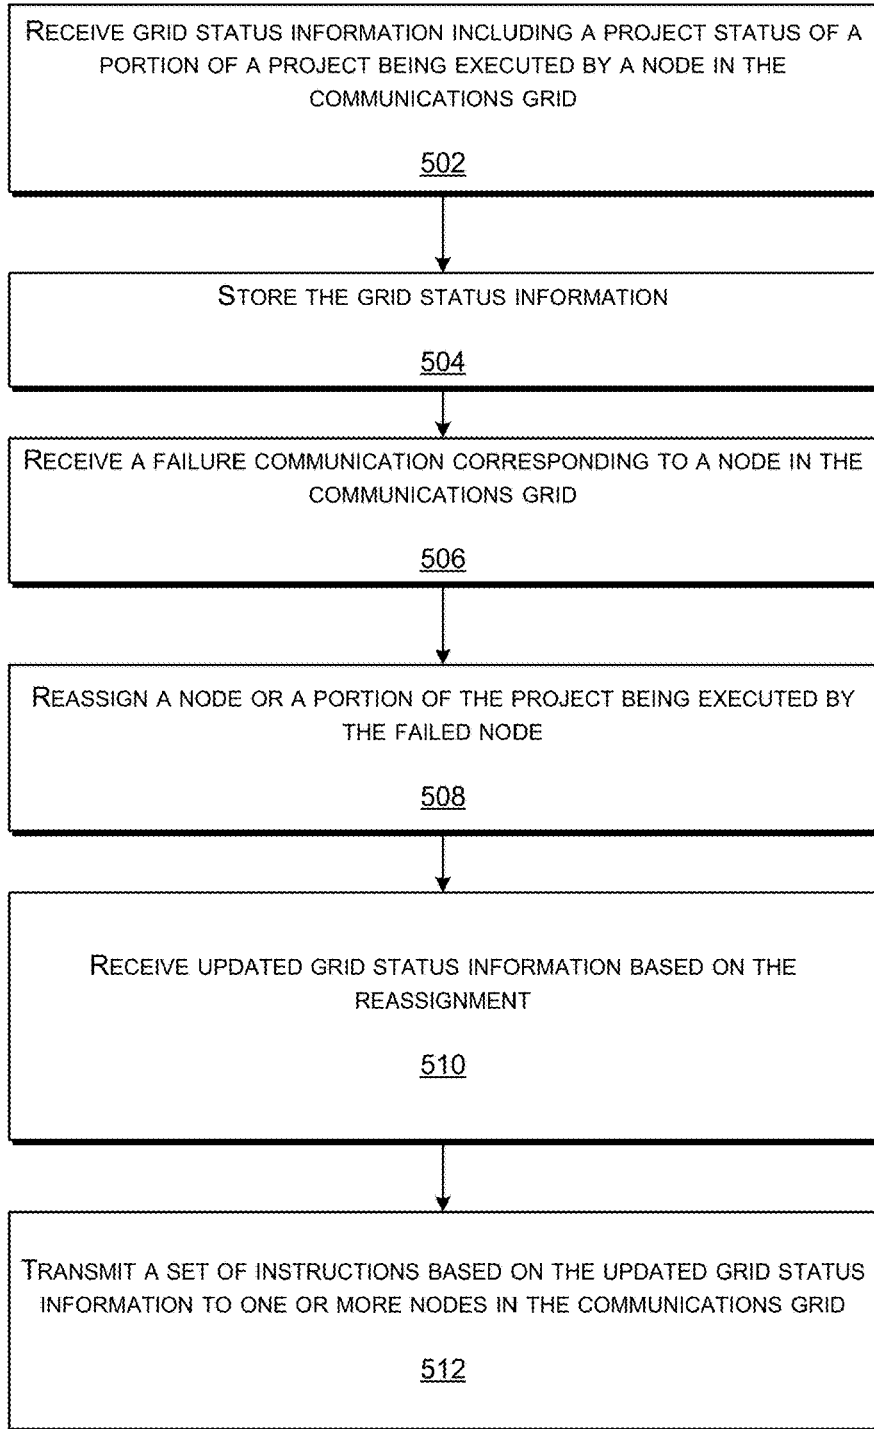 RECEIVE GRID STATUS INFORMATION INCLUDING A PROJECT STATUS OF A
PORTION OF A PROJECT BEING EXECUTED BY A NODE IN THE
COMMUNICATIONS GRID
502
STORE THE GRID STATUS INFORMATION
504
RECEIVE A FAILURE COMMUNICATION CORRESPONDING TO A NODE IN THE
COMMUNICATIONS GRID
506
REASSIGN A NODE OR A PORTION OF THE PROJECT BEING EXECUTED BY
THE FAILED NODE
508
RECEIVE UPDATED GRID STATUS INFORMATION BASED ON THE
REASSIGNMENT
510
TRANSMIT A SET OF INSTRUCTIONS BASED ON THE UPDATED GRID STATUS
INFORMATION TO ONE OR MORE NODES IN THE COMMUNICATIONS GRID
512